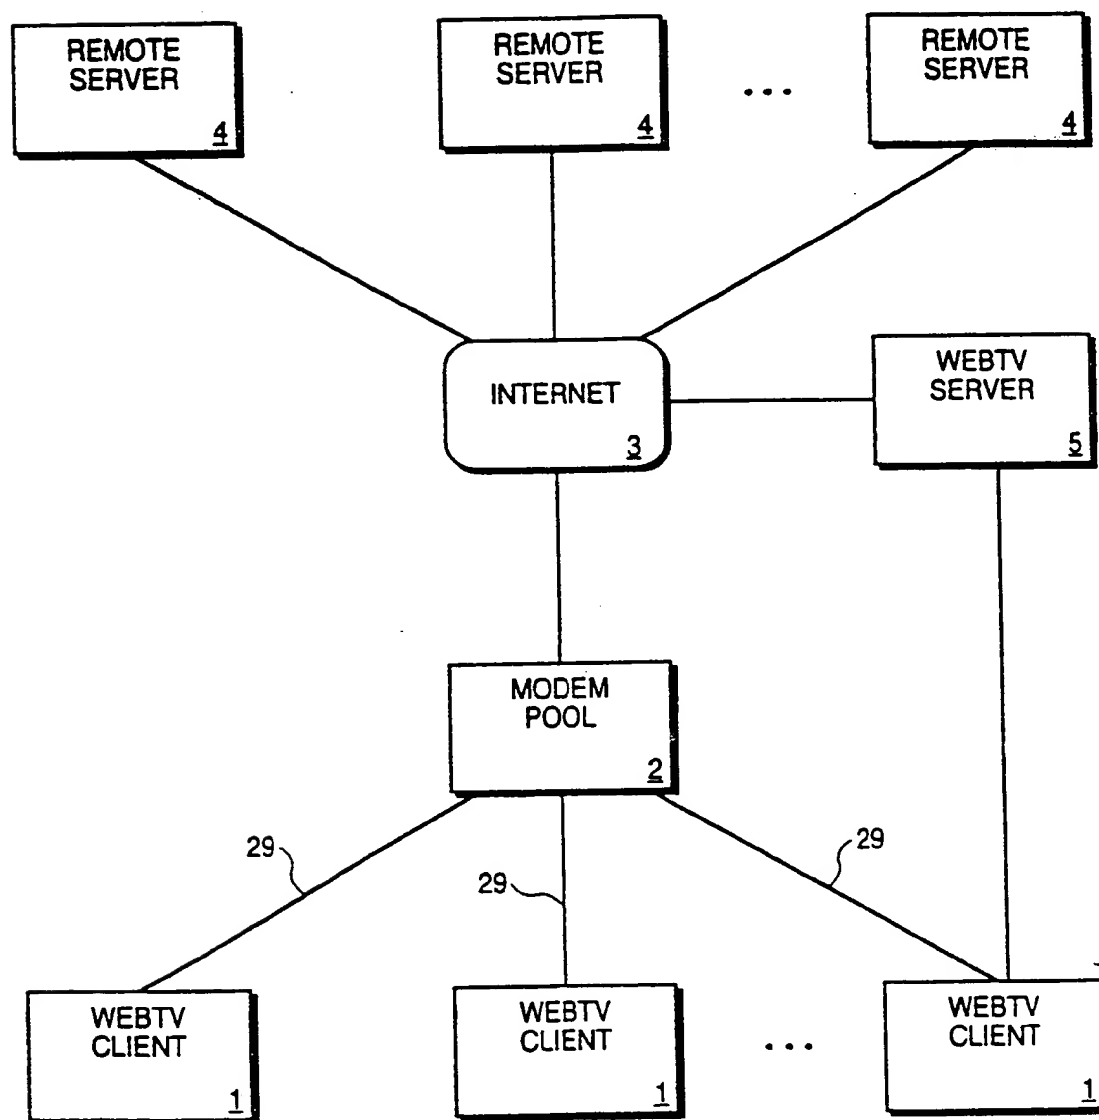 REMOTE
SERVER
4
REMOTE
SERVER
4
...
REMOTE
SERVER
4
INTERNET
3
WEBTV
SERVER
5
MODEM
POOL
2
29
29
29
WEBTV
CLIENT
1
WEBTV
CLIENT
1
...
WEBTV
CLIENT
1